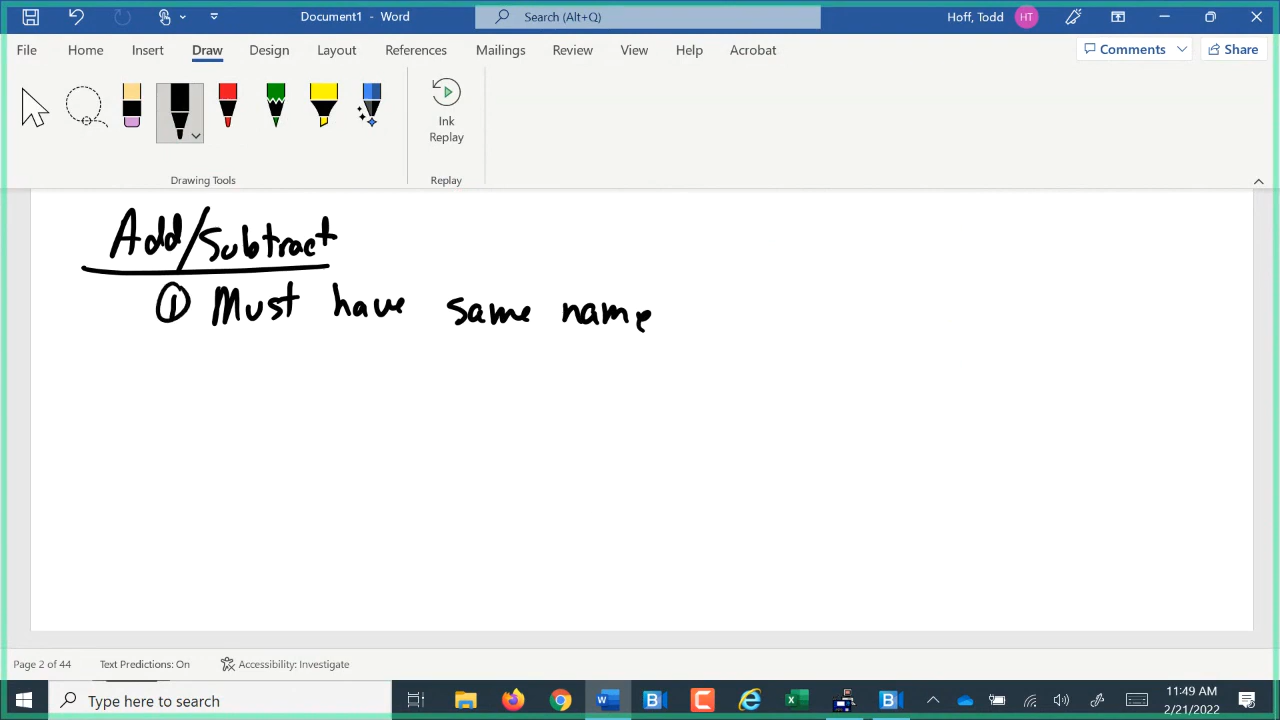 Document1 - Word
Search (Alt+Q)
Hoff, Todd
HT
File Home Insert Draw Design Layout References Mailings Review View Help Acrobat
Comments
Share
Ink
Replay
Drawing Tools
Replay
Add/Subtract
① Must have same name
Page 2 of 44
Text Predictions: On
Accessibility: Investigate
Type here to search
11:49 AM
2/21/2022